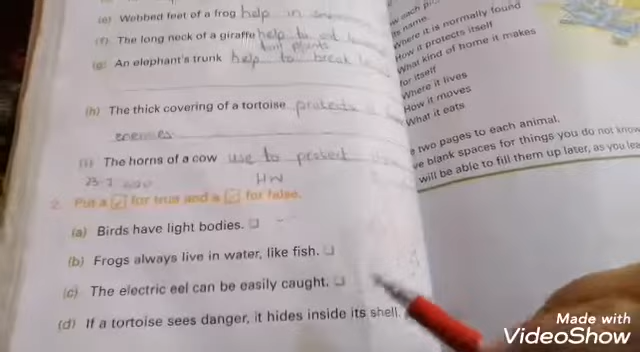 (e) Webbed feet of a frog help in
(f) The long neck of a giraffe help to eat
from plants
(g) An elephant's trunk help to break
(h) The thick covering of a tortoise protects
enemies
(i) The horns of a cow use to protect
HW
2. Put a ✓ for true and a for false.
(a) Birds have light bodies.
(b) Frogs always live in water, like fish.
(c) The electric eel can be easily caught.
(d) If a tortoise sees danger, it hides inside its shell.
w each
its name.
Where it is normally found
How it protects itself
What kind of home it makes
for itself
Where it lives
How it moves
What it eats
two pages to each animal.
ve blank spaces for things you do not know
will be able to fill them up later, as you lea
Made with
VideoShow